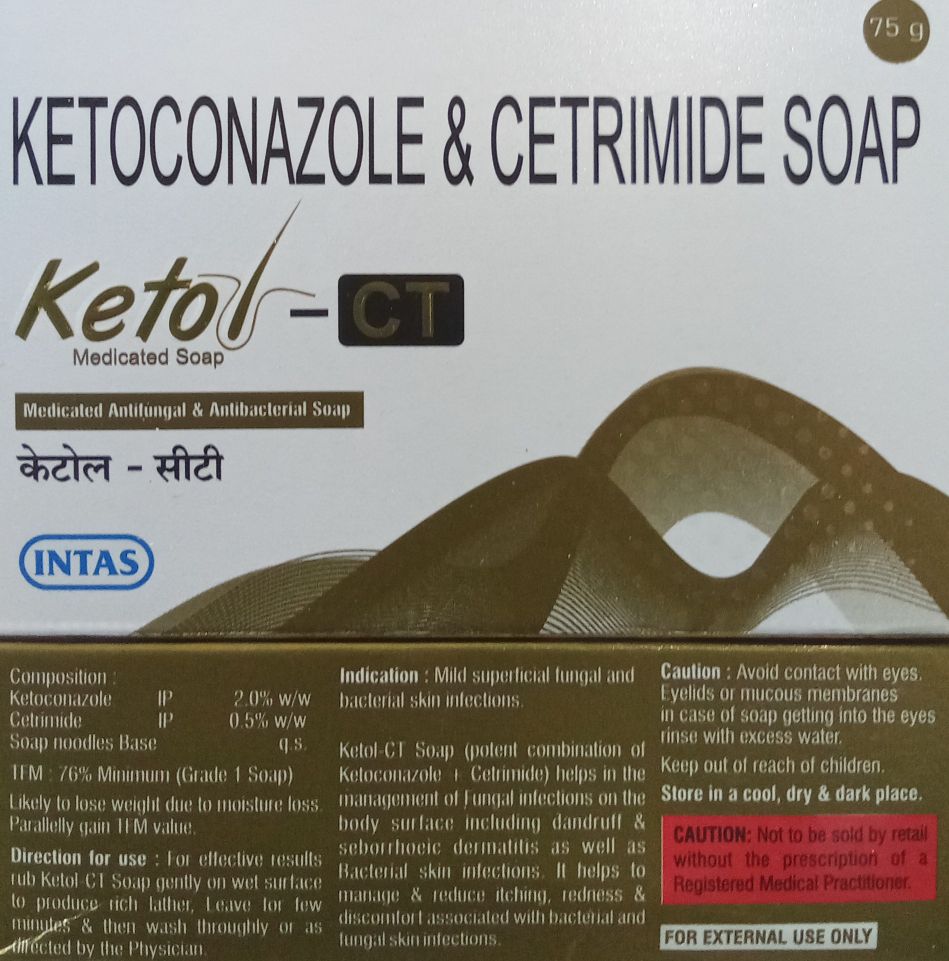 75 g
KETOCONAZOLE & CETRIMIDE SOAP
Ketol - CT
Medicated Soap
Medicated Antifungal & Antibacterial Soap
केटोल - सीटी
INTAS
Composition :
Ketoconazole IP 2.0% w/w
Cetrimide IP 0.5% w/w
Soap noodles Base q.s.
TFM : 76% Minimum (Grade 1 Soap)
Likely to lose weight due to moisture loss.
Parallelly gain TFM value.
Direction for use : For effective results
rub Ketol-CT Soap gently on wet surface
to produce rich lather, Leave for few
minutes & then wash throughly or as
directed by the Physician.
Indication : Mild superficial fungal and
bacterial skin infections.
Ketol-CT Soap (potent combination of
Ketoconazole + Cetrimide) helps in the
management of Fungal infections on the
body surface including dandruff &
seborrhoeic dermatitis as well as
Bacterial skin infections. It helps to
manage & reduce itching, redness &
discomfort associated with bacterial and
fungal skin infections.
Caution : Avoid contact with eyes.
Eyelids or mucous membranes
in case of soap getting into the eyes
rinse with excess water.
Keep out of reach of children.
Store in a cool, dry & dark place.
CAUTION: Not to be sold by retail
without the prescription of a
Registered Medical Practitioner.
FOR EXTERNAL USE ONLY